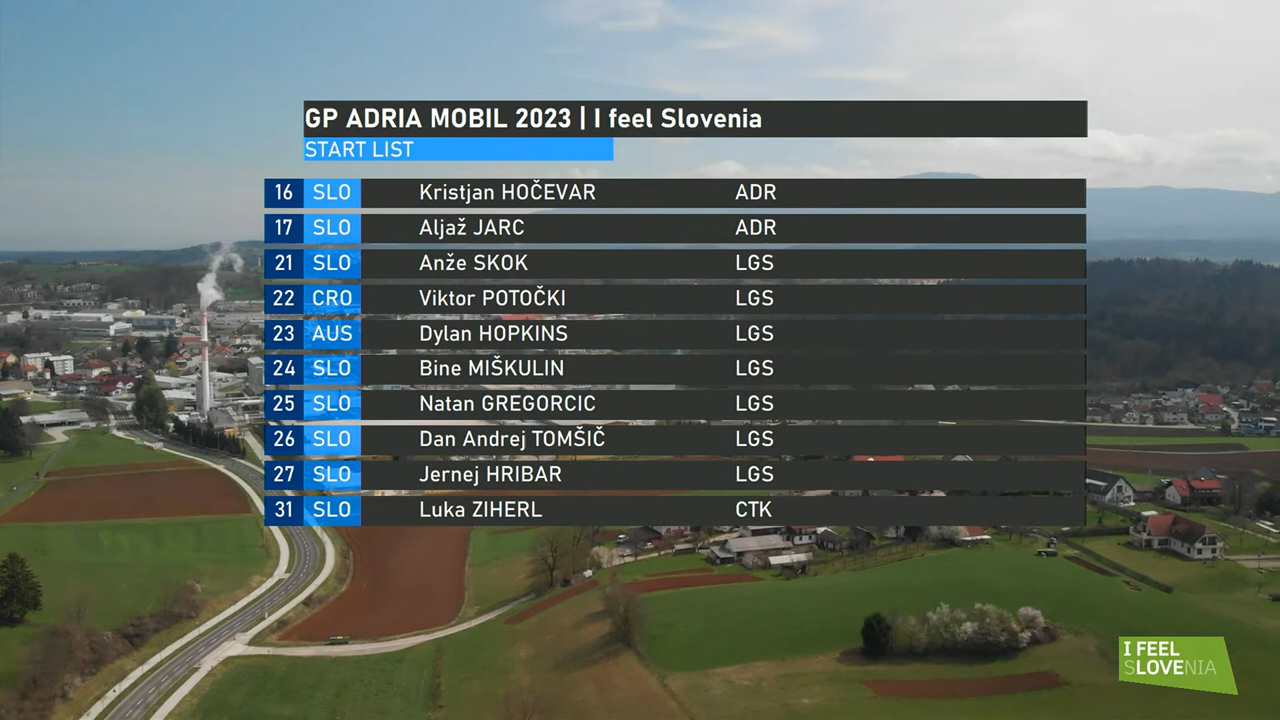 GP ADRIA MOBIL 2023 | I feel Slovenia
START LIST
16 SLO Kristjan HOČEVAR ADR
17 SLO Aljaž JARC ADR
21 SLO Anže SKOK LGS
22 CRO Viktor POTOČKI LGS
23 AUS Dylan HOPKINS LGS
24 SLO Bine MIŠKULIN LGS
25 SLO Natan GREGORCIC LGS
26 SLO Dan Andrej TOMŠIČ LGS
27 SLO Jernej HRIBAR LGS
31 SLO Luka ZIHERL CTK
I FEEL
SLOVENIA